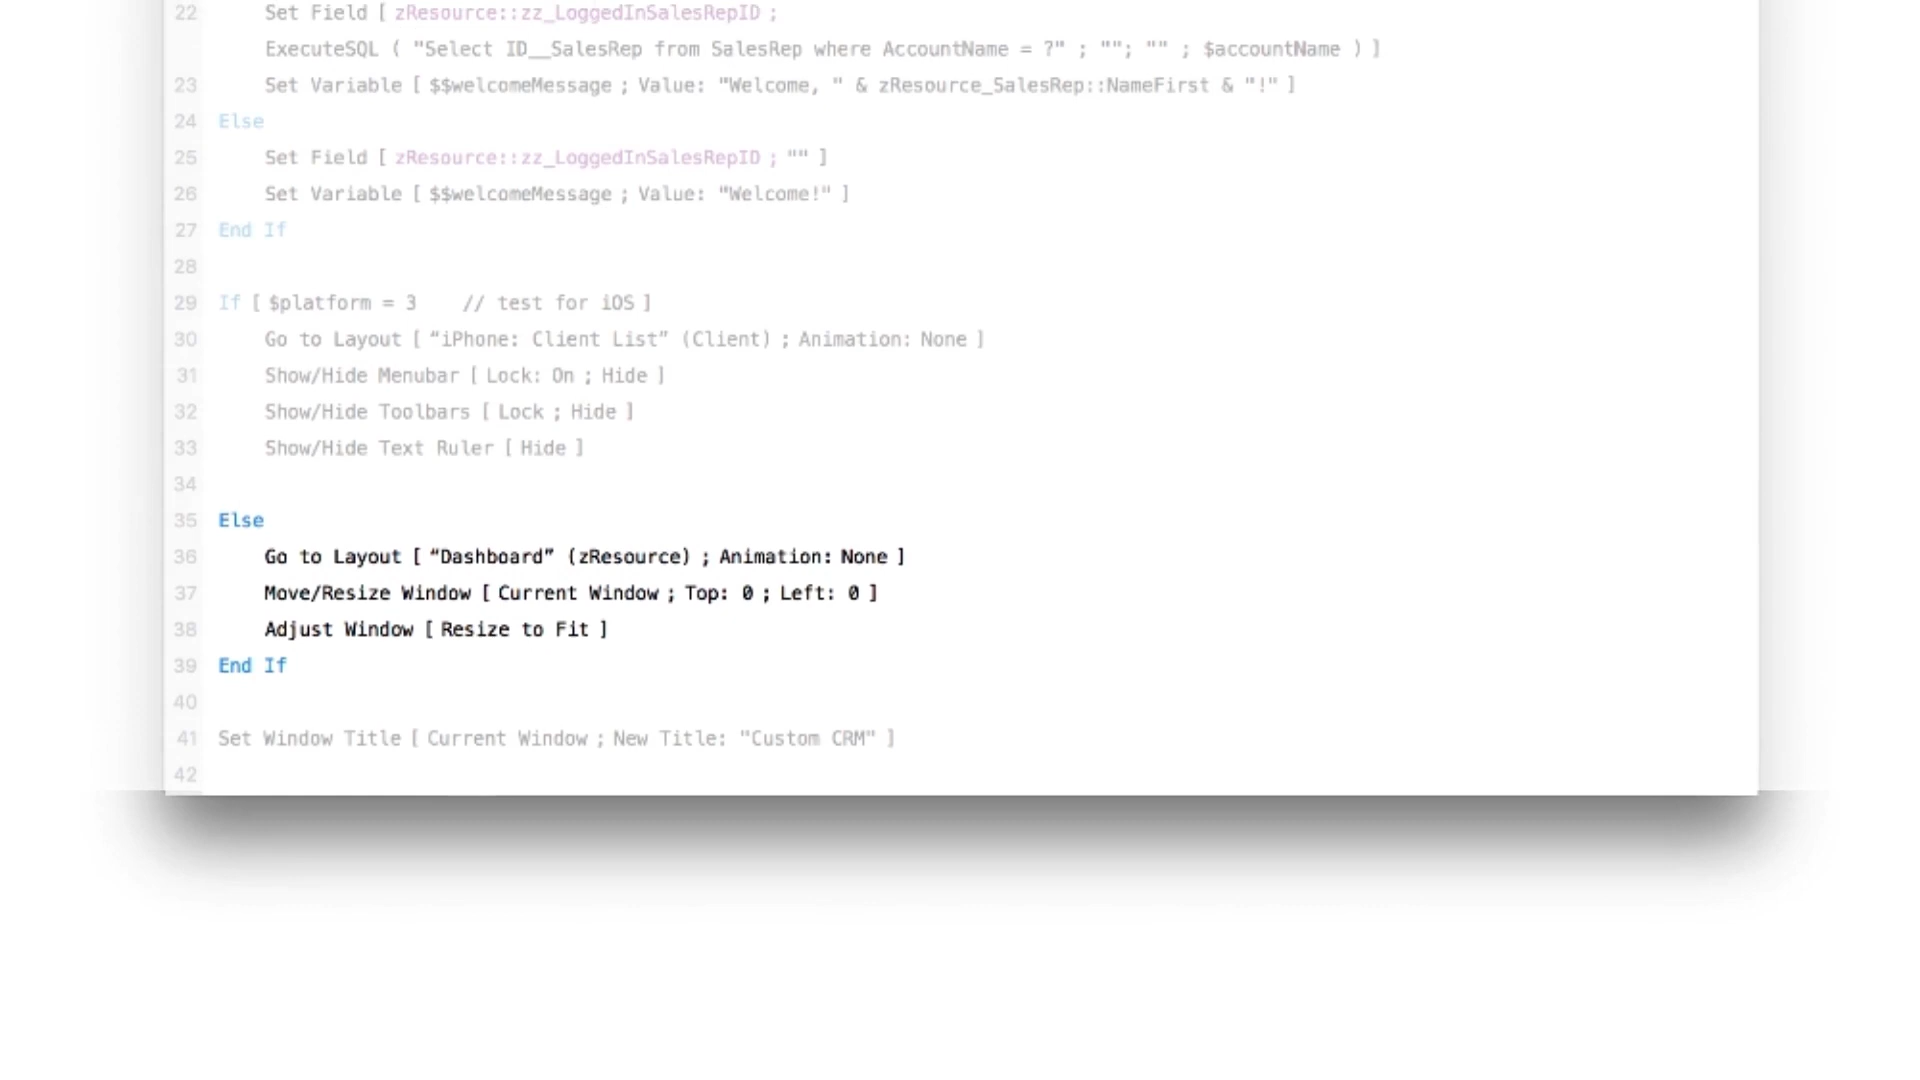 22 Set Field [ zResource::zz_LoggedInSalesRepID ;
ExecuteSQL ( "Select ID__SalesRep from SalesRep where AccountName = ?" ; ""; "" ; $accountName ) ]
23 Set Variable [ $$welcomeMessage ; Value: "Welcome, " & zResource_SalesRep::NameFirst & "!" ]
24 Else
25 Set Field [ zResource::zz_LoggedInSalesRepID ; "" ]
26 Set Variable [ $$welcomeMessage ; Value: "Welcome!" ]
27 End If
28
29 If [ $platform = 3 // test for iOS ]
30 Go to Layout [ “iPhone: Client List” (Client) ; Animation: None ]
31 Show/Hide Menubar [ Lock: On ; Hide ]
32 Show/Hide Toolbars [ Lock ; Hide ]
33 Show/Hide Text Ruler [ Hide ]
34
35 Else
36 Go to Layout [ “Dashboard” (zResource) ; Animation: None ]
37 Move/Resize Window [ Current Window ; Top: 0 ; Left: 0 ]
38 Adjust Window [ Resize to Fit ]
39 End If
40
41 Set Window Title [ Current Window ; New Title: "Custom CRM" ]
42